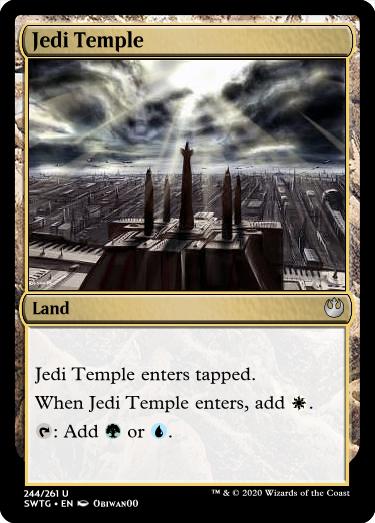 Jedi Temple
Land
Jedi Temple enters tapped.
When Jedi Temple enters, add .
: Add or .
244/261 U
SWTG • EN Obiwan00
™ & © 2020 Wizards of the Coast